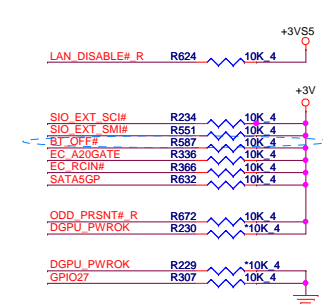 +3VS5
LAN_DISABLE#_R R624 10K_4
+3V
SIO_EXT_SCI# R234 10K_4
SIO_EXT_SMI# R551 10K_4
BT_OFF# R587 10K_4
EC_A20GATE R336 10K_4
EC_RCIN# R366 10K_4
SATA5GP R632 10K_4
ODD_PRSNT#_R R672 10K_4
DGPU_PWROK R230 *10K_4
DGPU_PWROK R229 *10K_4
GPIO27 R307 10K_4